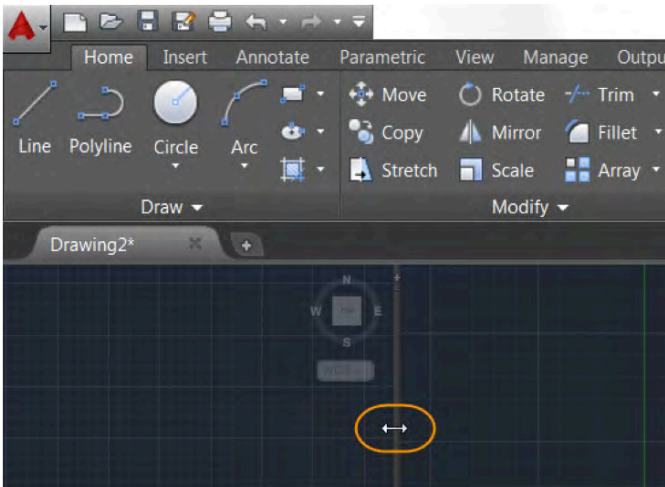 Home Insert Annotate Parametric View Manage Outpu
Line Polyline Circle Arc
Move Rotate Trim
Copy Mirror Fillet
Stretch Scale Array
Draw Modify
Drawing2*
N
W E
S